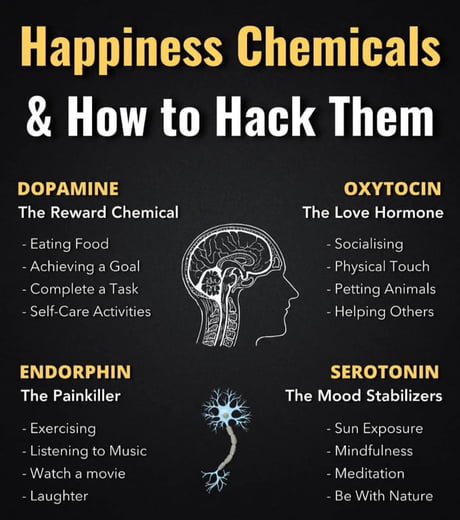 Happiness Chemicals
& How to Hack Them
DOPAMINE
The Reward Chemical
- Eating Food
- Achieving a Goal
- Complete a Task
- Self-Care Activities
OXYTOCIN
The Love Hormone
- Socialising
- Physical Touch
- Petting Animals
- Helping Others
ENDORPHIN
The Painkiller
- Exercising
- Listening to Music
- Watch a movie
- Laughter
SEROTONIN
The Mood Stabilizers
- Sun Exposure
- Mindfulness
- Meditation
- Be With Nature